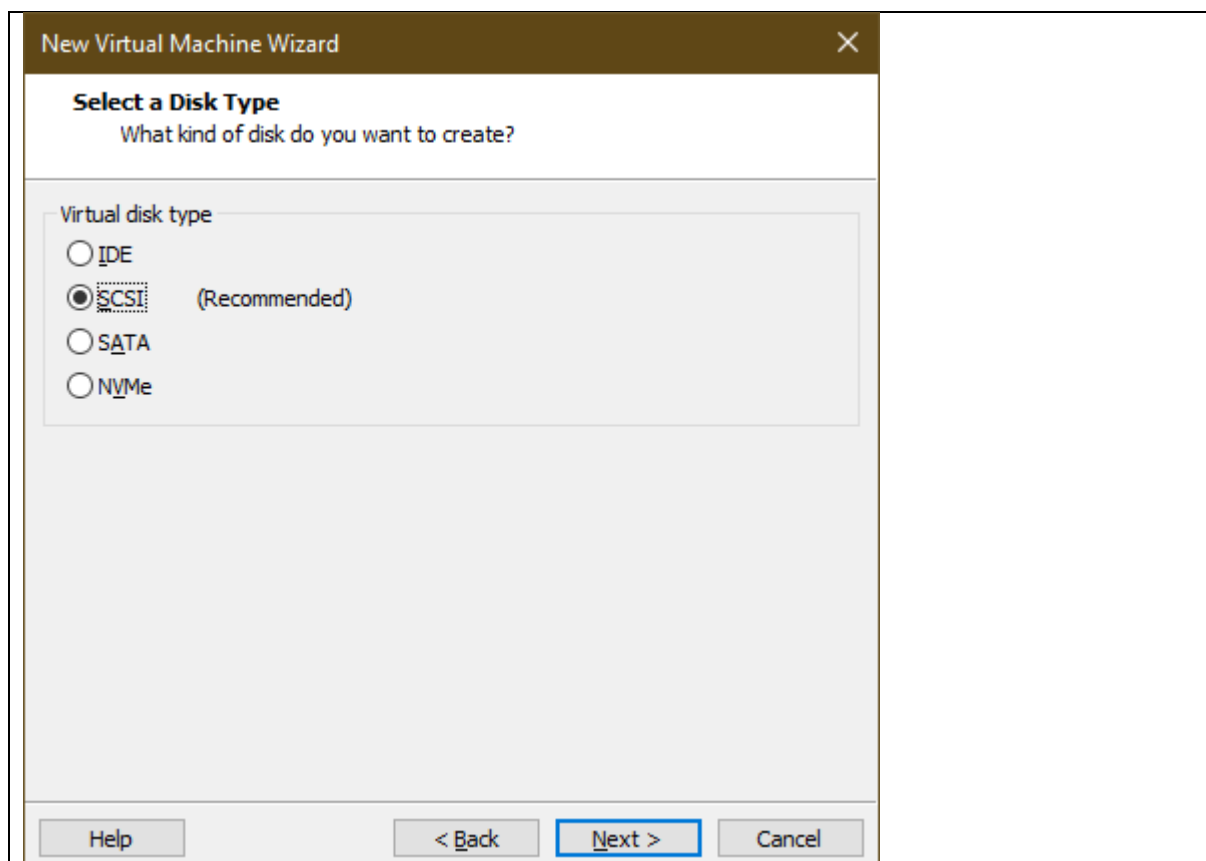 New Virtual Machine Wizard
Select a Disk Type
What kind of disk do you want to create?
Virtual disk type
IDE
SCSI (Recommended)
SATA
NVMe
Help < Back Next > Cancel